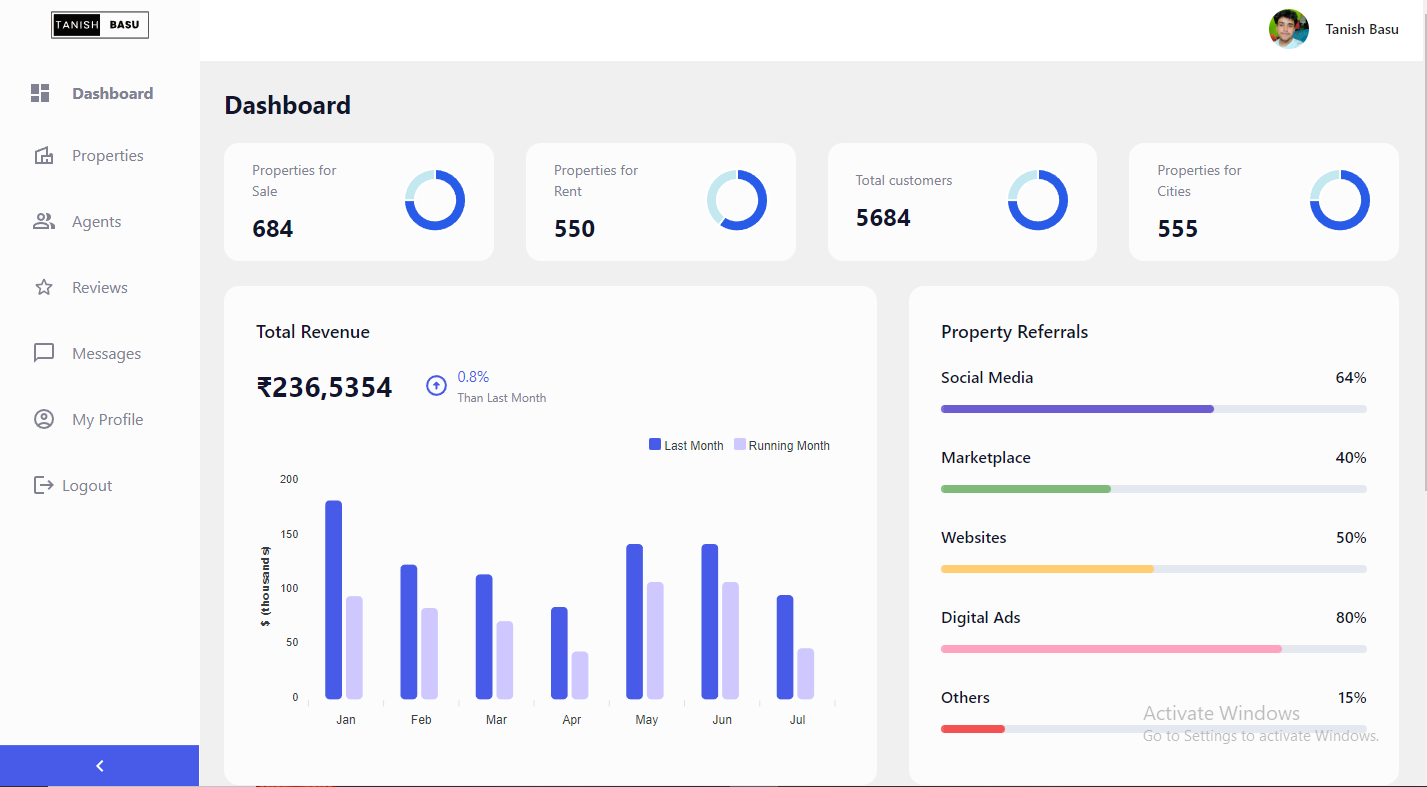 TANISH BASU
Tanish Basu
Dashboard
Properties
Agents
Reviews
Messages
My Profile
Logout
Dashboard
Properties for
Sale
684
Properties for
Rent
550
Total customers
5684
Properties for
Cities
555
Total Revenue
₹236,5354
0.8%
Than Last Month
Last Month
Running Month
$ (thousands)
200
150
100
50
0
Jan
Feb
Mar
Apr
May
Jun
Jul
Property Referrals
Social Media
64%
Marketplace
40%
Websites
50%
Digital Ads
80%
Others
15%
Activate Windows
Go to Settings to activate Windows.